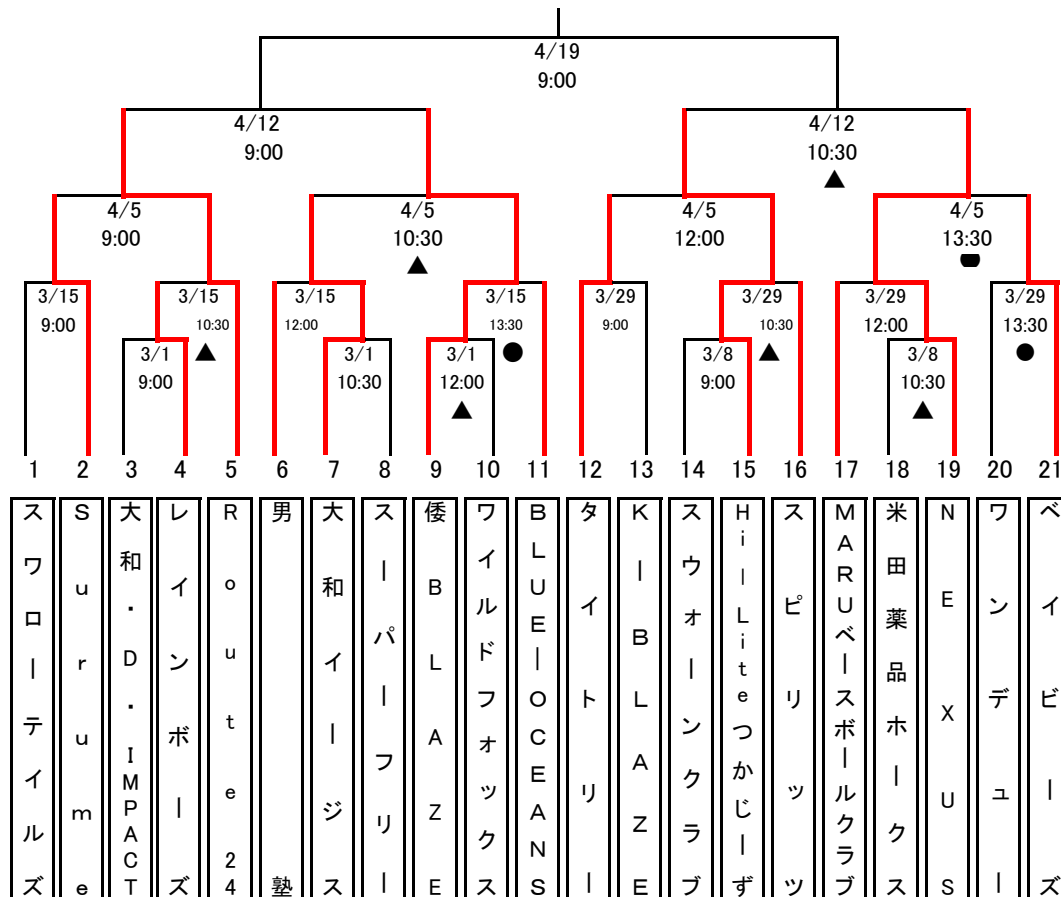 4/19
9:00
4/12
9:00
4/12
10:30
▲
4/5
9:00
4/5
10:30
▲
4/5
12:00
4/5
13:30
●
3/15
9:00
3/15
10:30
▲
3/15
12:00
3/15
13:30
●
3/29
9:00
3/29
10:30
▲
3/29
12:00
3/29
13:30
●
3/1
9:00
3/1
10:30
3/1
12:00
▲
3/8
9:00
3/8
10:30
▲
1 2 3 4 5 6 7 8 9 10 11 12 13 14 15 16 17 18 19 20 21
スワローテイルズ
Surume
大和・D・IMPACT
レインボーズ
Route24
男塾
大和イージス
スーパーフリー
倭BLAZE
ワイルドフォックス
BLUE―OCEANS
タイトリー
K―BLAZE
スウォーンクラブ
Hi―Liteつかじーず
スピリッツ
MARUベースボールクラブ
米田薬品ホークス
NEXUS
ワンデュー
ベイビーズ